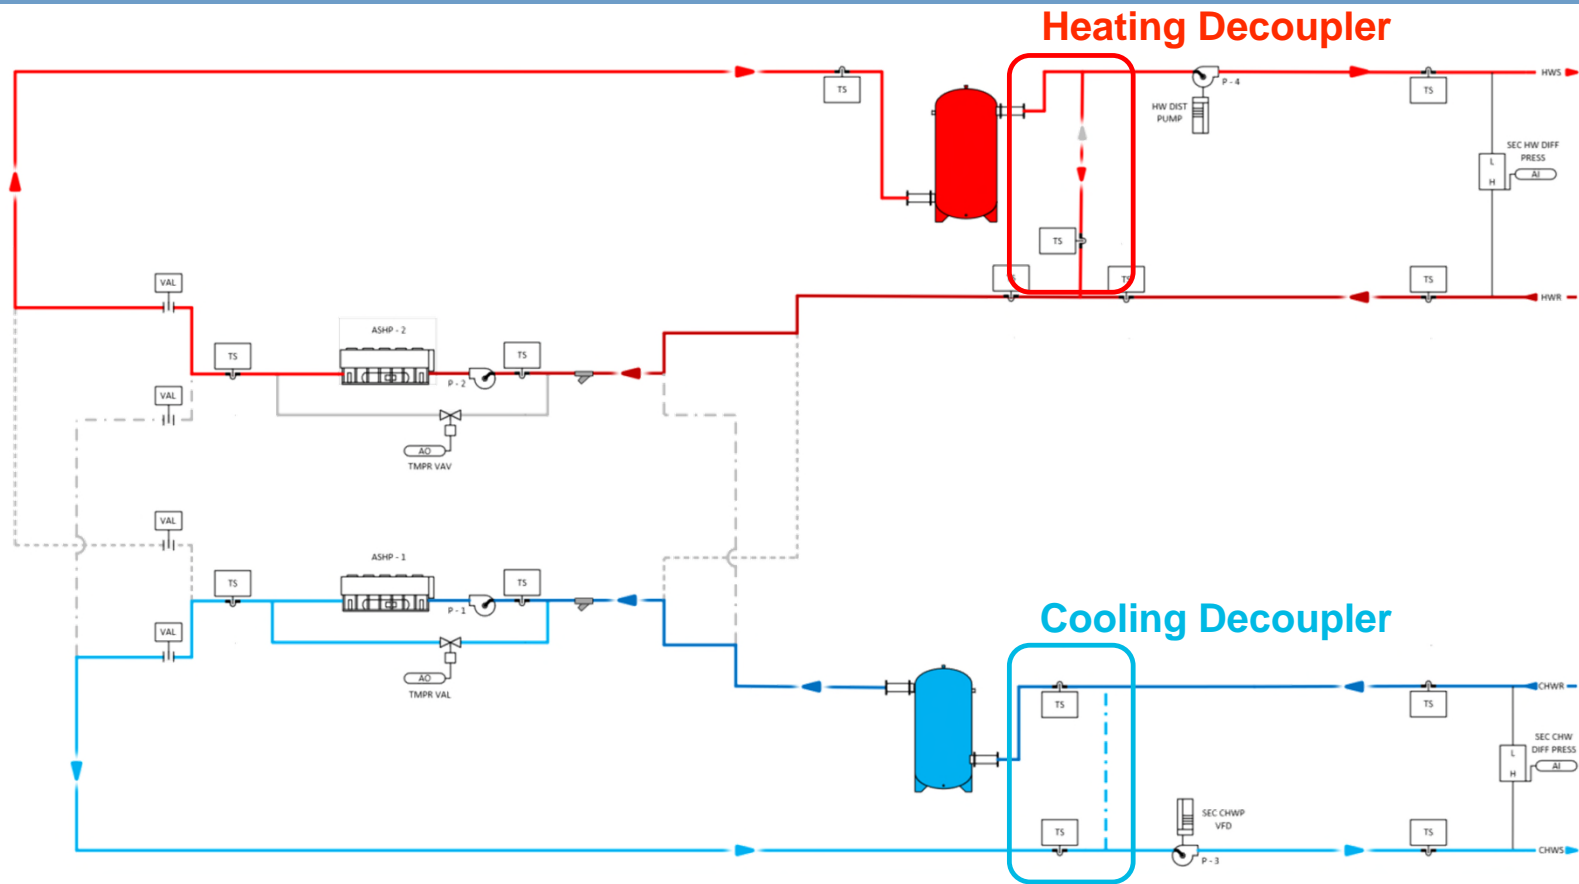 Heating Decoupler
TS
P - 4
TS
HWS
HW DIST
PUMP
SEC HW DIFF
PRESS
L
H
AI
TS
TS
TS
TS
HWR
VAL
ASHP - 2
TS
TS
P - 2
VAL
AO
TMPR VAV
VAL
ASHP - 1
TS
TS
P - 1
VAL
AO
TMPR VAL
Cooling Decoupler
CHWR
TS
TS
SEC CHW
DIFF PRESS
L
H
AI
SEC CHWP
VFD
TS
TS
P - 3
CHWS